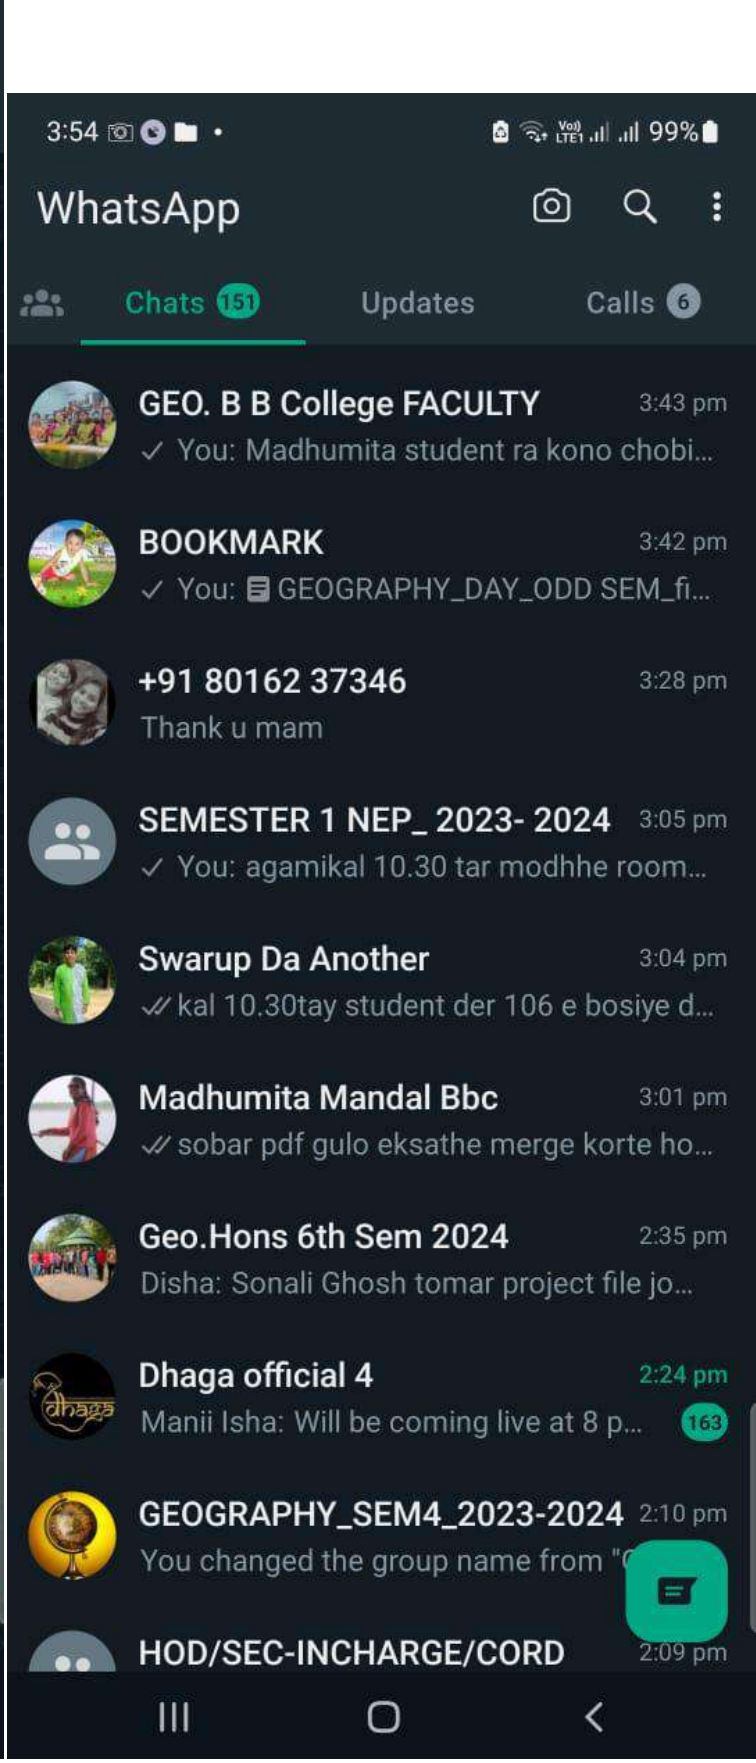 3:54 99%
Vo))
LTE1
WhatsApp
Chats 151 Updates Calls 6
GEO. B B College FACULTY 3:43 pm
✓ You: Madhumita student ra kono chobi...
BOOKMARK 3:42 pm
✓ You: GEOGRAPHY_DAY_ODD SEM_fi...
+91 80162 37346 3:28 pm
Thank u mam
SEMESTER 1 NEP_ 2023- 2024 3:05 pm
✓ You: agamikal 10.30 tar modhhe room...
Swarup Da Another 3:04 pm
kal 10.30tay student der 106 e bosiye d...
Madhumita Mandal Bbc 3:01 pm
sobar pdf gulo eksathe merge korte ho...
Geo.Hons 6th Sem 2024 2:35 pm
Disha: Sonali Ghosh tomar project file jo...
dhaga
Dhaga official 4 2:24 pm
Manii Isha: Will be coming live at 8 p... 163
GEOGRAPHY_SEM4_2023-2024 2:10 pm
You changed the group name from "
HOD/SEC-INCHARGE/CORD 2:09 pm